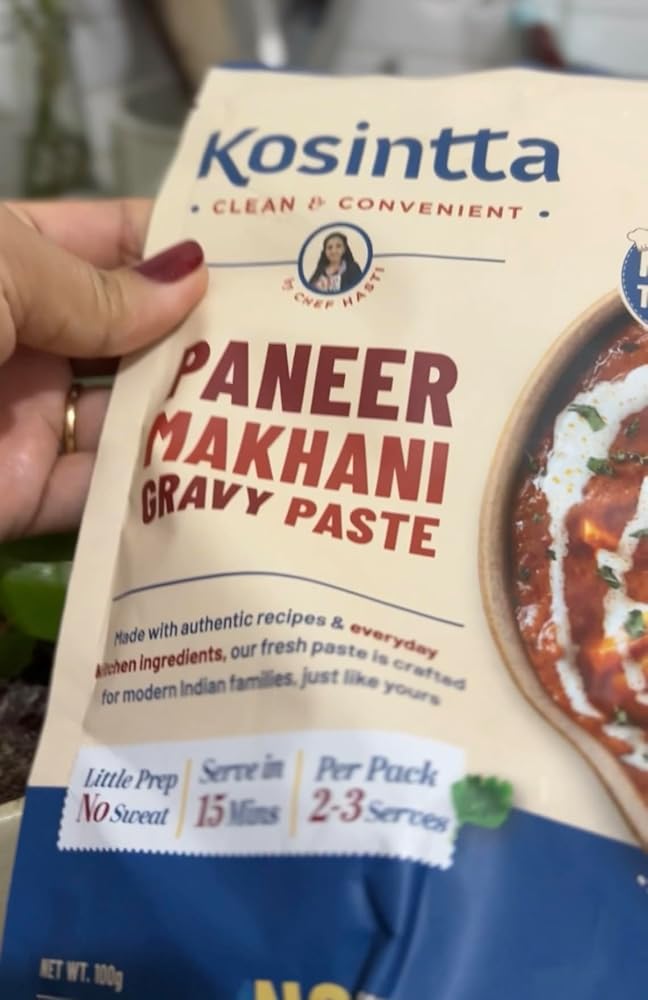 Kosintta
• CLEAN & CONVENIENT •
by CHEF HASTI
PANEER
MAKHANI
GRAVY PASTE
Made with authentic recipes & everyday
kitchen ingredients, our fresh paste is crafted
for modern Indian families, just like yours
Little Prep
No Sweat
Serve in
15 Mins
Per Pack
2-3 Serves
NET WT. 100g